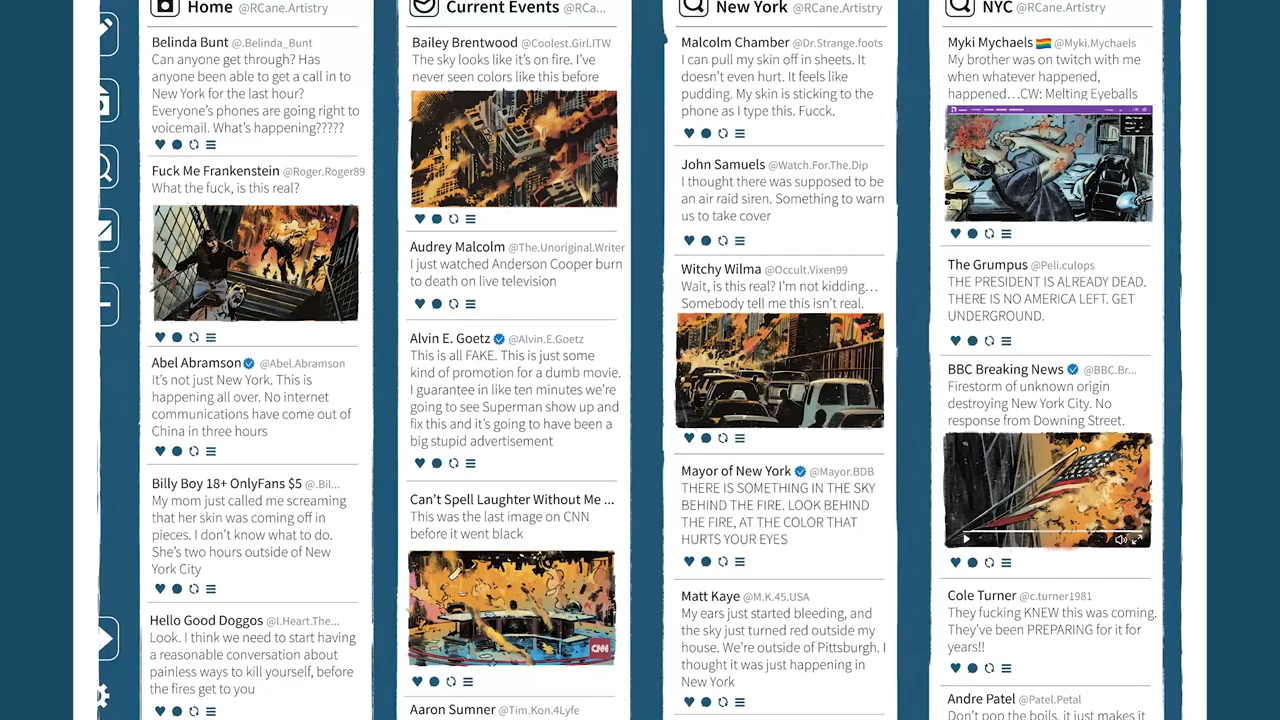 Home @RCane.Artistry
Belinda Bunt @.Belinda_Bunt
Can anyone get through? Has
anyone been able to get a call in to
New York for the last hour?
Everyone's phones are going right to
voicemail. What's happening?????
Fuck Me Frankenstein @Roger.Roger89
What the fuck, is this real?
Abel Abramson @Abel.Abramson
It's not just New York. This is
happening all over. No internet
communications have come out of
China in three hours
Billy Boy 18+ OnlyFans $5 @.Bil...
My mom just called me screaming
that her skin was coming off in
pieces. I don't know what to do.
She's two hours outside of New
York City
Hello Good Doggos @I.Heart.The...
Look. I think we need to start having
a reasonable conversation about
painless ways to kill yourself, before
the fires get to you
Current Events @RCa...
Bailey Brentwood @Coolest.Girl.ITW
The sky looks like it's on fire. I've
never seen colors like this before
Audrey Malcolm @The.Unoriginal.Writer
I just watched Anderson Cooper burn
to death on live television
Alvin E. Goetz @Alvin.E.Goetz
This is all FAKE. This is just some
kind of promotion for a dumb movie.
I guarantee in like ten minutes we're
going to see Superman show up and
fix this and it's going to have been a
big stupid advertisement
Can't Spell Laughter Without Me ...
This was the last image on CNN
before it went black
CNN
Aaron Sumner @Tim.Kon.4Lyfe
New York @RCane.Artistry
Malcolm Chamber @Dr.Strange.foots
I can pull my skin off in sheets. It
doesn't even hurt. It feels like
pudding. My skin is sticking to the
phone as I type this. Fucck.
John Samuels @Watch.For.The.Dip
I thought there was supposed to be
an air raid siren. Something to warn
us to take cover
Witchy Wilma @Occult.Vixen99
Wait, is this real? I'm not kidding...
Somebody tell me this isn't real.
Mayor of New York @Mayor.BDB
THERE IS SOMETHING IN THE SKY
BEHIND THE FIRE. LOOK BEHIND
THE FIRE, AT THE COLOR THAT
HURTS YOUR EYES
Matt Kaye @M.K.45.USA
My ears just started bleeding, and
the sky just turned red outside my
house. We're outside of Pittsburgh. I
thought it was just happening in
New York
NYC @RCane.Artistry
Myki Mychaels 🏳️‍🌈 @Myki.Mychaels
My brother was on twitch with me
when whatever happened,
happened...CW: Melting Eyeballs
The Grumpus @Peli.culops
THE PRESIDENT IS ALREADY DEAD.
THERE IS NO AMERICA LEFT. GET
UNDERGROUND.
BBC Breaking News @BBC.Br...
Firestorm of unknown origin
destroying New York City. No
response from Downing Street.
Cole Turner @c.turner1981
They fucking KNEW this was coming.
They've been PREPARING for it for
years!!
Andre Patel @Patel.Petal
Don't pop the boils, it just makes it